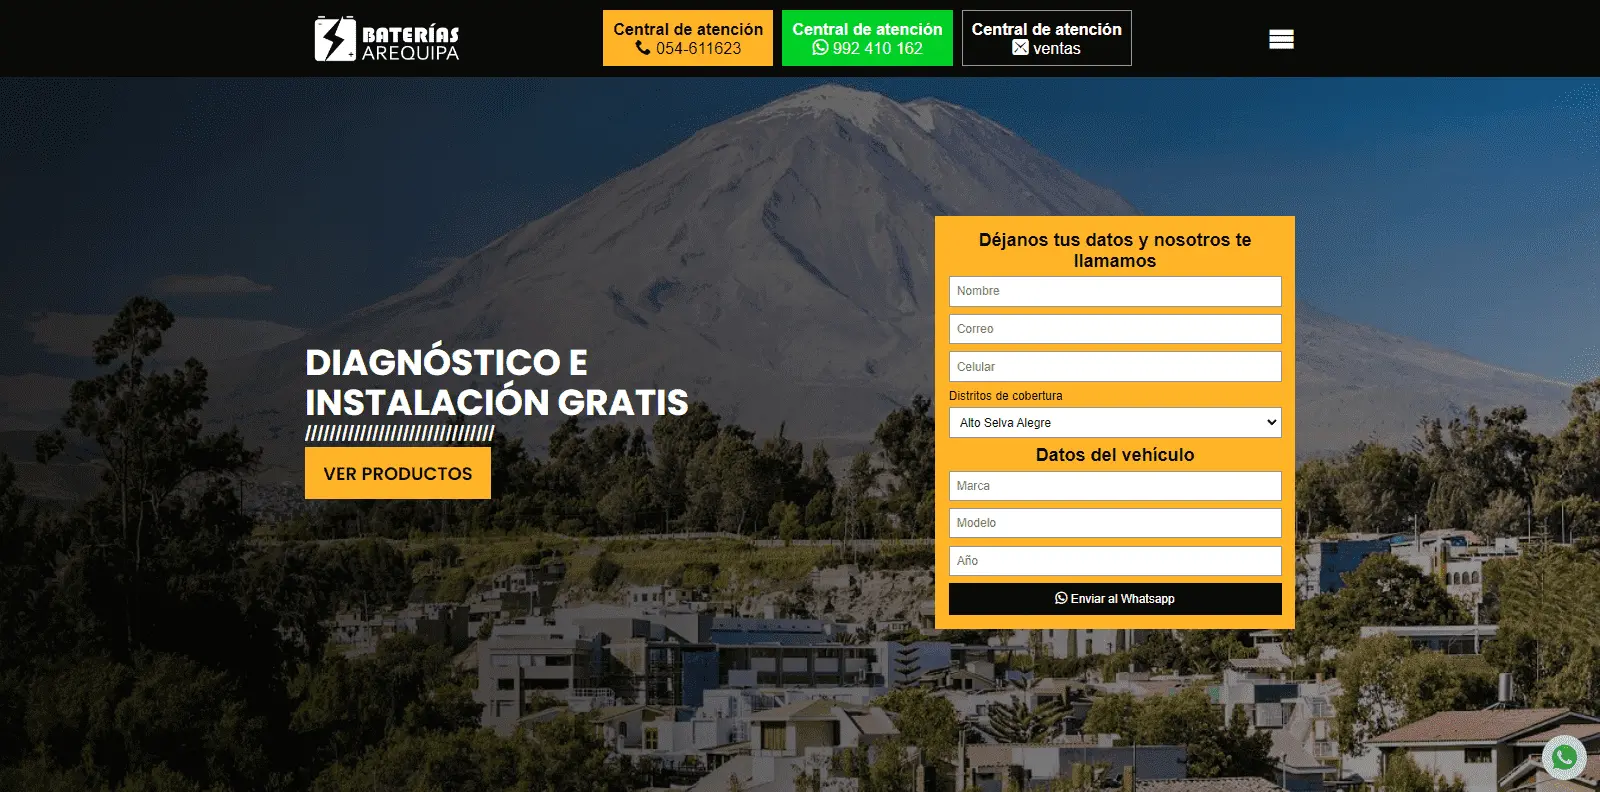 BATERÍAS
AREQUIPA
Central de atención
054-611623
Central de atención
992 410 162
Central de atención
ventas
DIAGNÓSTICO E
INSTALACIÓN GRATIS
///////////////////////////////
VER PRODUCTOS
Déjanos tus datos y nosotros te
llamamos
Nombre
Correo
Celular
Distritos de cobertura
Alto Selva Alegre
Datos del vehículo
Marca
Modelo
Año
Enviar al Whatsapp